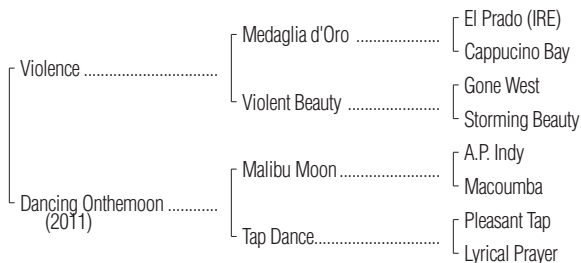 El Prado (IRE)
Medaglia d'Oro ....................
Cappucino Bay
Violence ................................
Gone West
Violent Beauty ......................
Storming Beauty
A.P. Indy
Malibu Moon ........................
Macoumba
Dancing Onthemoon ............
(2011)
Pleasant Tap
Tap Dance..............................
Lyrical Prayer